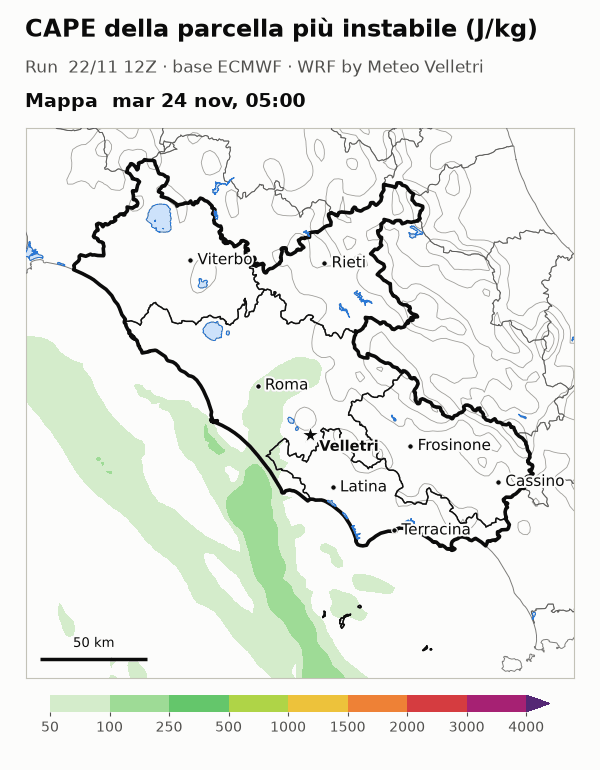 CAPE della parcella più instabile (J/kg)
Run  22/11 12Z · base ECMWF · WRF by Meteo Velletri
Mappa  mar 24 nov, 05:00
Viterbo
Rieti
Roma
Velletri
Frosinone
Cassino
Latina
Terracina
50 km
50 100 250 500 1000 1500 2000 3000 4000